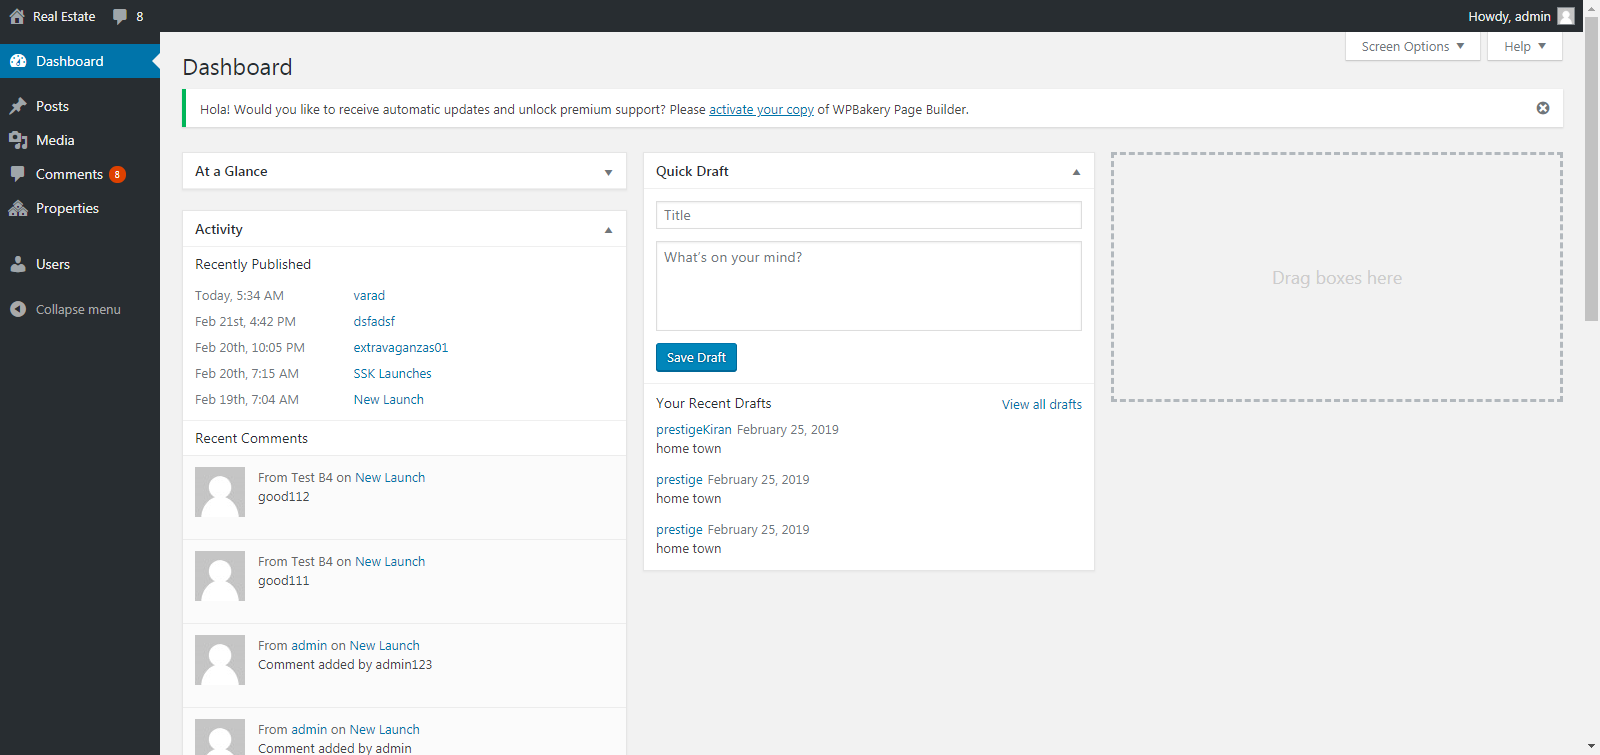 Real Estate 8 Howdy, admin
Screen Options Help
Dashboard
Posts
Media
Comments 8
Properties
Users
Collapse menu
Dashboard
Hola! Would you like to receive automatic updates and unlock premium support? Please activate your copy of WPBakery Page Builder.
At a Glance
Activity
Recently Published
Today, 5:34 AM varad
Feb 21st, 4:42 PM dsfadsf
Feb 20th, 10:05 PM extravaganzas01
Feb 20th, 7:15 AM SSK Launches
Feb 19th, 7:04 AM New Launch
Recent Comments
From Test B4 on New Launch
good112
From Test B4 on New Launch
good111
From admin on New Launch
Comment added by admin123
From admin on New Launch
Comment added by admin
Quick Draft
Title
What's on your mind?
Save Draft
Your Recent Drafts View all drafts
prestigeKiran February 25, 2019
home town
prestige February 25, 2019
home town
prestige February 25, 2019
home town
Drag boxes here